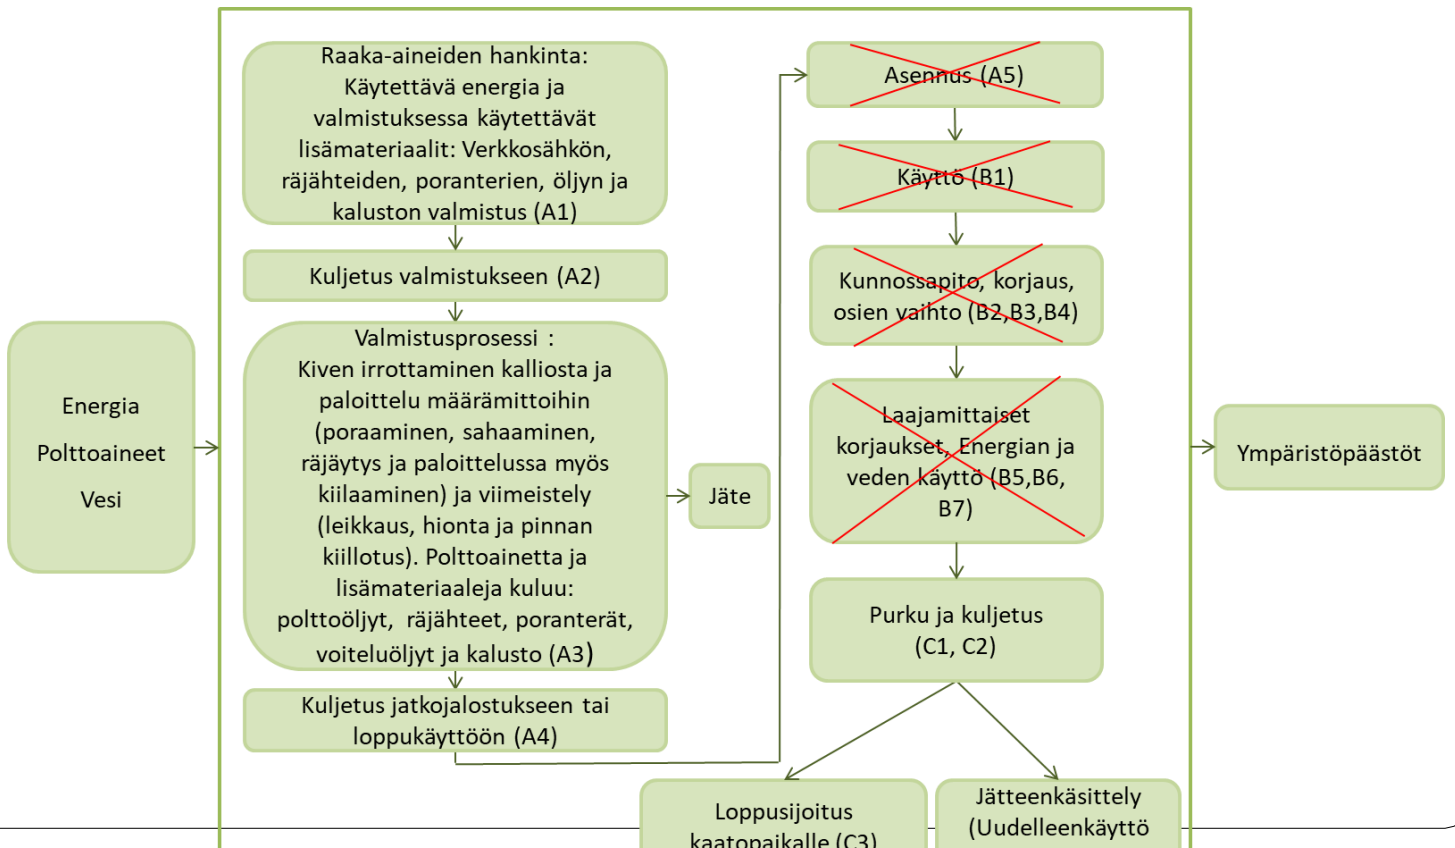 Energia
Polttoaineet
Vesi
Raaka-aineiden hankinta:
Käytettävä energia ja
valmistuksessa käytettävät
lisämateriaalit: Verkkosähkön,
räjähteiden, poranterien, öljyn ja
kaluston valmistus (A1)
Kuljetus valmistukseen (A2)
Valmistusprosessi :
Kiven irrottaminen kalliosta ja
paloittelu määrämittoihin
(poraaminen, sahaaminen,
räjäytys ja paloittelussa myös
kiilaaminen) ja viimeistely
(leikkaus, hionta ja pinnan
kiillotus). Polttoainetta ja
lisämateriaaleja kuluu:
polttoöljyt, räjähteet, poranterät,
voiteluöljyt ja kalusto (A3)
Jäte
Kuljetus jatkojalostukseen tai
loppukäyttöön (A4)
Asennus (A5)
Käyttö (B1)
Kunnossapito, korjaus,
osien vaihto (B2,B3,B4)
Laajamittaiset
korjaukset, Energian ja
veden käyttö (B5,B6,
B7)
Purku ja kuljetus
(C1, C2)
Loppusijoitus
kaatopaikalle (C3)
Jätteenkäsittely
(Uudelleenkäyttö
Ympäristöpäästöt